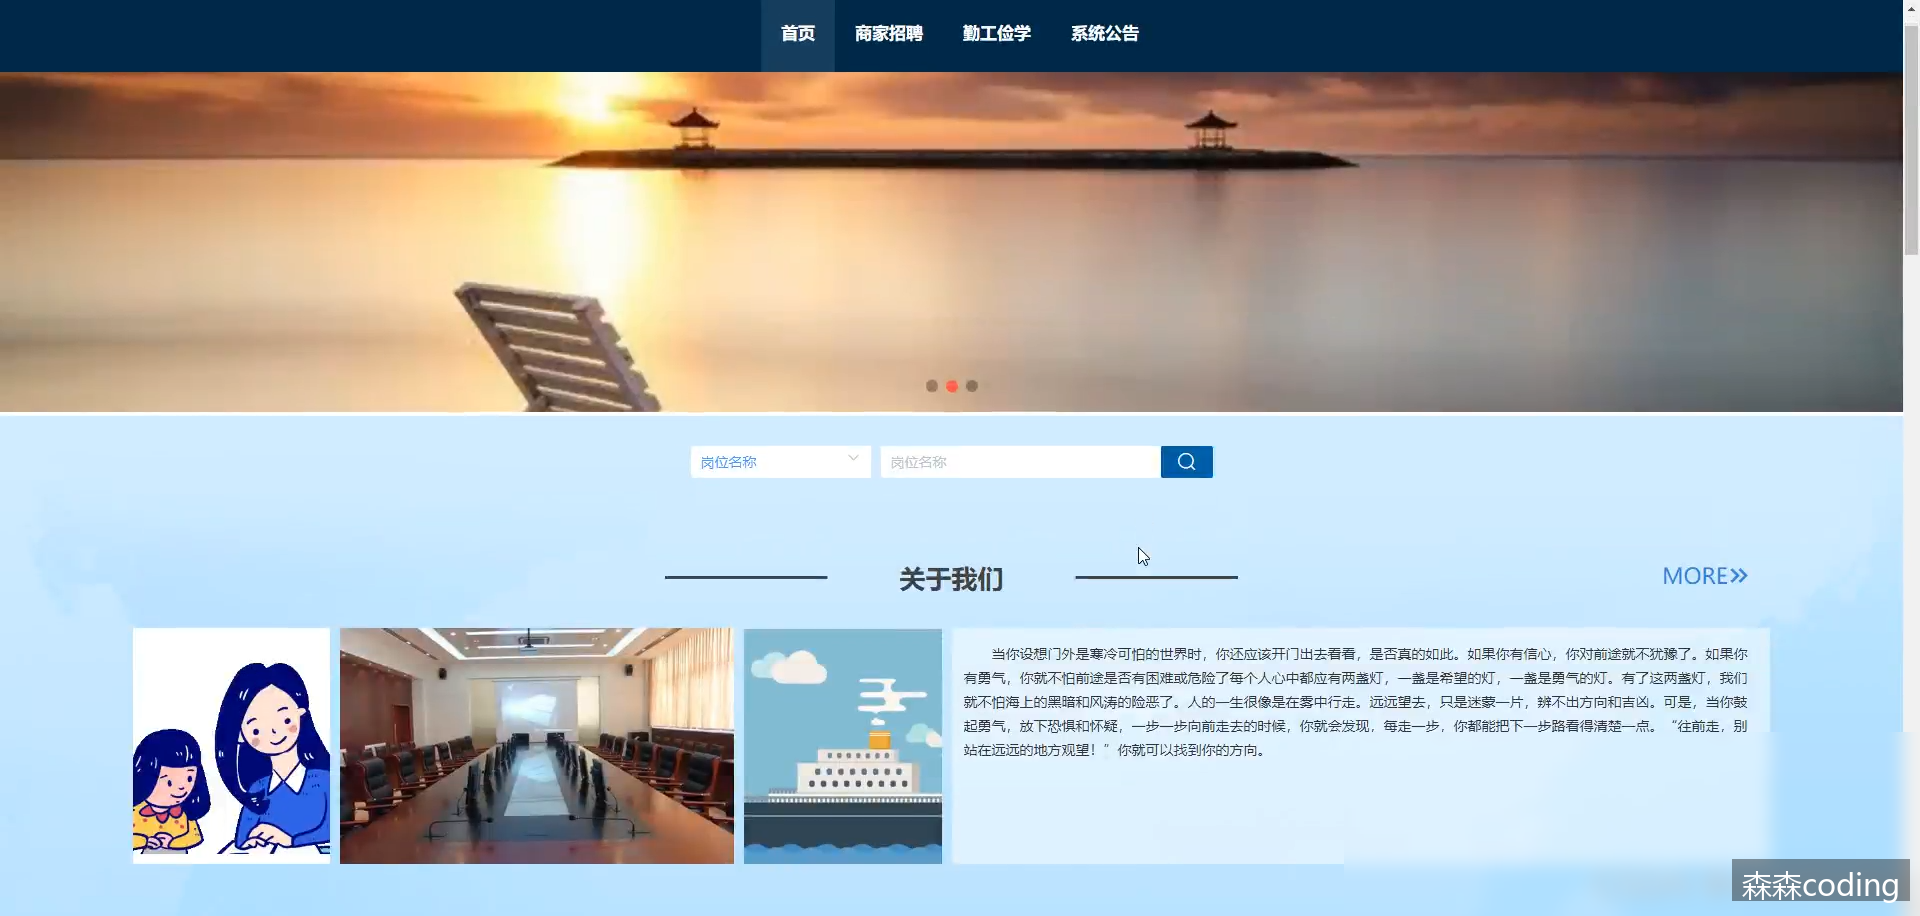 首页 商家招聘 勤工俭学 系统公告
岗位名称 岗位名称
关于我们
MORE
当你设想门外是寒冷可怕的世界时，你还应该开门出去看看，是否真的如此。如果你有信心，你对前途就不犹豫了。如果你
有勇气，你就不怕前途是否有困难或危险了每个人心中都应有两盏灯，一盏是希望的灯，一盏是勇气的灯。有了这两盏灯，我们
就不怕海上的黑暗和风涛的险恶了。人的一生很像是在雾中行走。远远望去，只是迷蒙一片，辨不出方向和吉凶。可是，当你鼓
起勇气，放下恐惧和怀疑，一步一步向前走去的时候，你就会发现，每走一步，你都能把下一步路看得清楚一点。“往前走，别
站在远远的地方观望！”你就可以找到你的方向。
森森coding